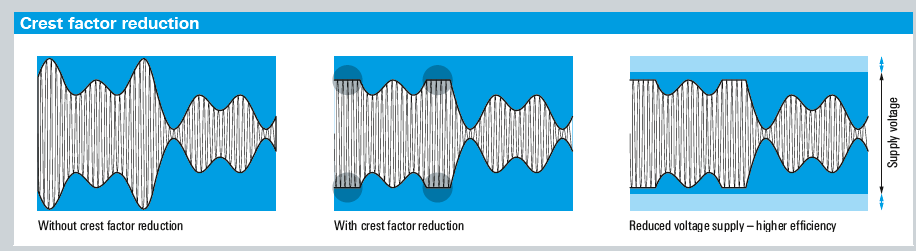 Crest factor reduction
Supply voltage
Without crest factor reduction
With crest factor reduction
Reduced voltage supply – higher efficiency